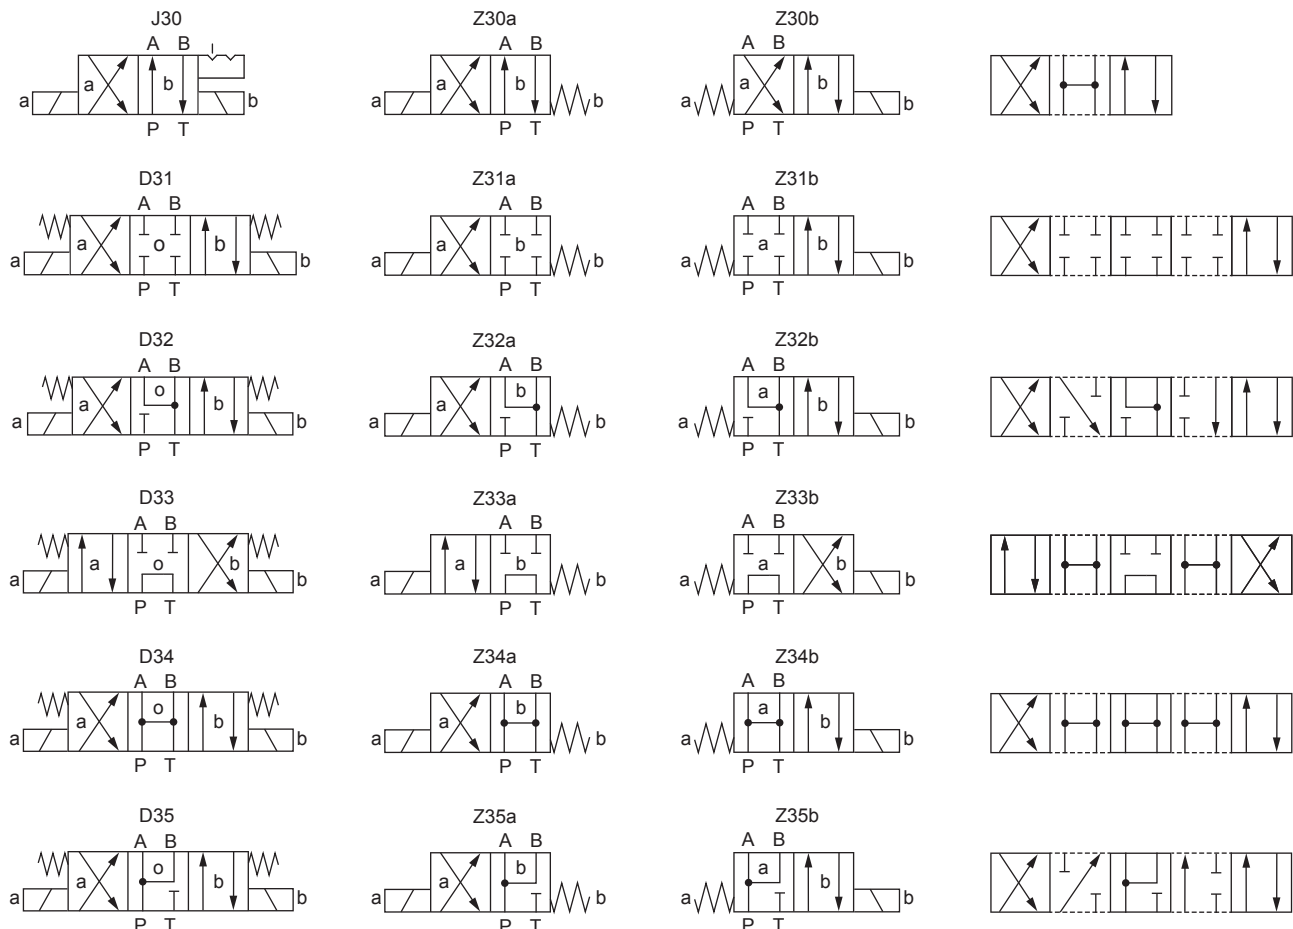 J30 Z30a Z30b
A B A B A B
a a b b a a b b a a b b
P T P T P T
D31 Z31a Z31b
A B A B A B
a a o b b a a b b a a b b
P T P T P T
D32 Z32a Z32b
A B A B A B
a a o b b a a b b a a b b
P T P T P T
D33 Z33a Z33b
A B A B A B
a a o b b a a b b a a b b
P T P T P T
D34 Z34a Z34b
A B A B A B
a a o b b a a b b a a b b
P T P T P T
D35 Z35a Z35b
A B A B A B
a a o b b a a b b a a b b
P T P T P T